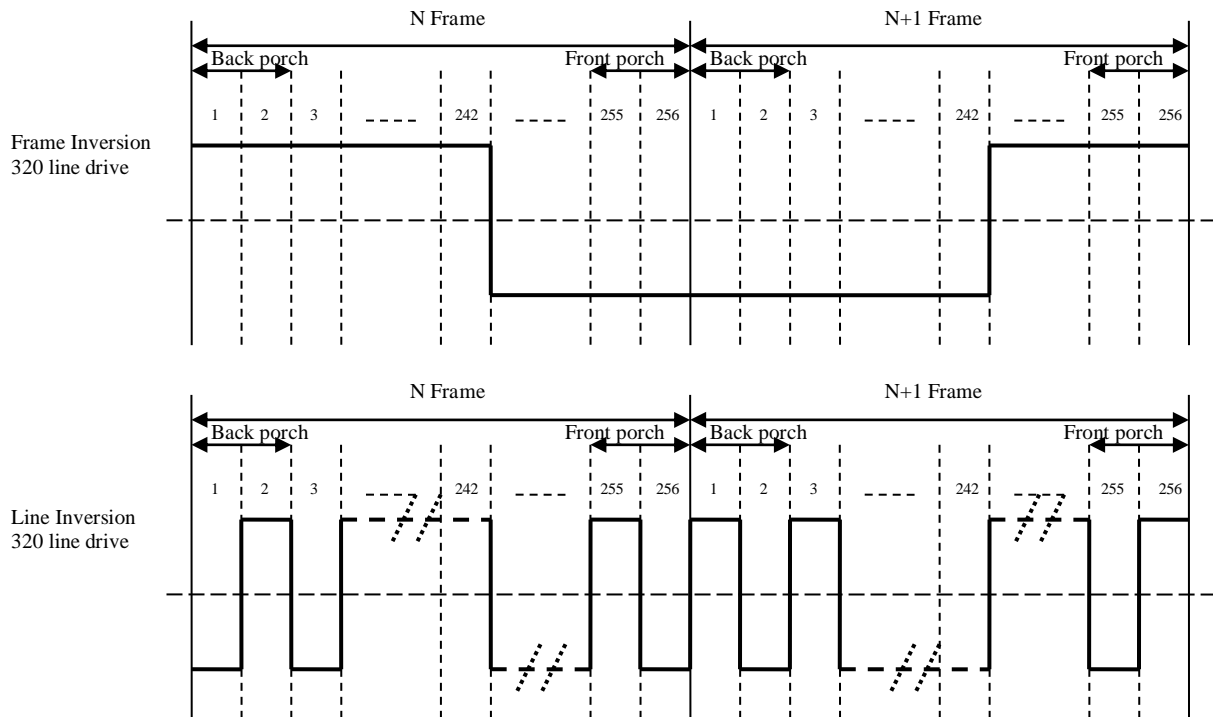 N Frame N+1 Frame
Back porch Front porch Back porch Front porch
1 2 3 ----- 242 ----- 255 256 1 2 3 ----- 242 ----- 255 256
Frame Inversion
320 line drive
N Frame N+1 Frame
Back porch Front porch Back porch Front porch
1 2 3 ------- 242 ----- 255 256 1 2 3 ----- 242 ----- 255 256
Line Inversion
320 line drive